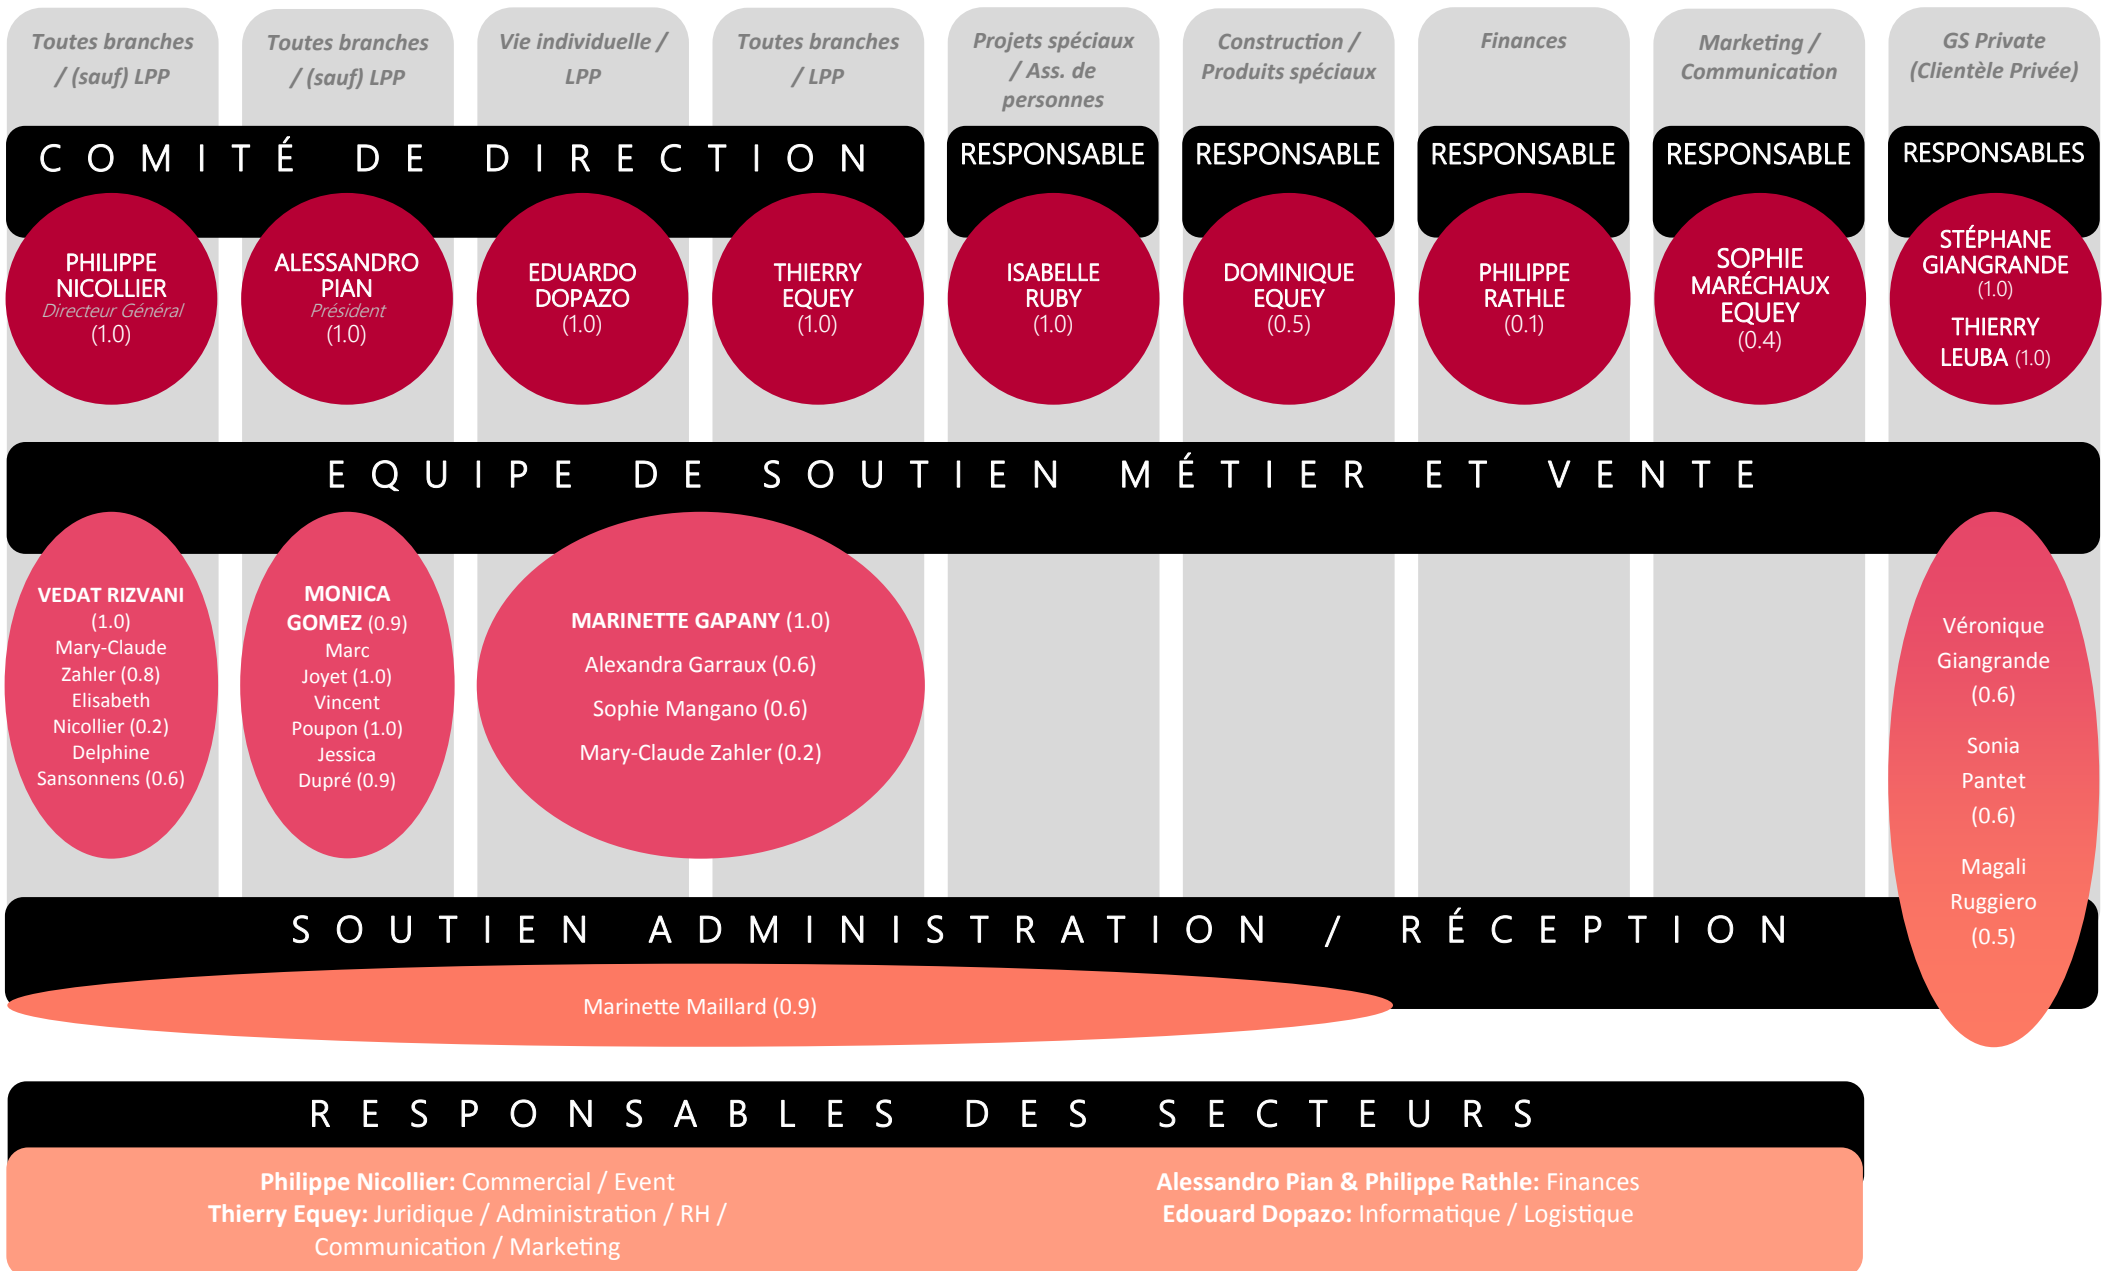 Toutes branches
/ (sauf) LPP
Toutes branches
/ (sauf) LPP
Vie individuelle /
LPP
Toutes branches
/ LPP
Projets spéciaux
/ Ass. de
personnes
Construction /
Produits spéciaux
Finances
Marketing /
Communication
GS Private
(Clientèle Privée)
COMITÉ DE DIRECTION
RESPONSABLE
RESPONSABLE
RESPONSABLE
RESPONSABLE
RESPONSABLES
PHILIPPE
NICOLLIER
Directeur Général
(1.0)
ALESSANDRO
PIAN
Président
(1.0)
EDUARDO
DOPAZO
(1.0)
THIERRY
EQUEY
(1.0)
ISABELLE
RUBY
(1.0)
DOMINIQUE
EQUEY
(0.5)
PHILIPPE
RATHLE
(0.1)
SOPHIE
MARÉCHAUX
EQUEY
(0.4)
STÉPHANE
GIANGRANDE
(1.0)
THIERRY
LEUBA (1.0)
EQUIPE DE SOUTIEN MÉTIER ET VENTE
VEDAT RIZVANI
(1.0)
Mary-Claude
Zahler (0.8)
Elisabeth
Nicollier (0.2)
Delphine
Sansonnens (0.6)
MONICA
GOMEZ (0.9)
Marc
Joyet (1.0)
Vincent
Poupon (1.0)
Jessica
Dupré (0.9)
MARINETTE GAPANY (1.0)
Alexandra Garraux (0.6)
Sophie Mangano (0.6)
Mary-Claude Zahler (0.2)
Véronique
Giangrande
(0.6)
Sonia
Pantet
(0.6)
Magali
Ruggiero
(0.5)
SOUTIEN ADMINISTRATION / RÉCEPTION
Marinette Maillard (0.9)
RESPONSABLES DES SECTEURS
Philippe Nicollier: Commercial / Event
Thierry Equey: Juridique / Administration / RH /
Communication / Marketing
Alessandro Pian & Philippe Rathle: Finances
Edouard Dopazo: Informatique / Logistique